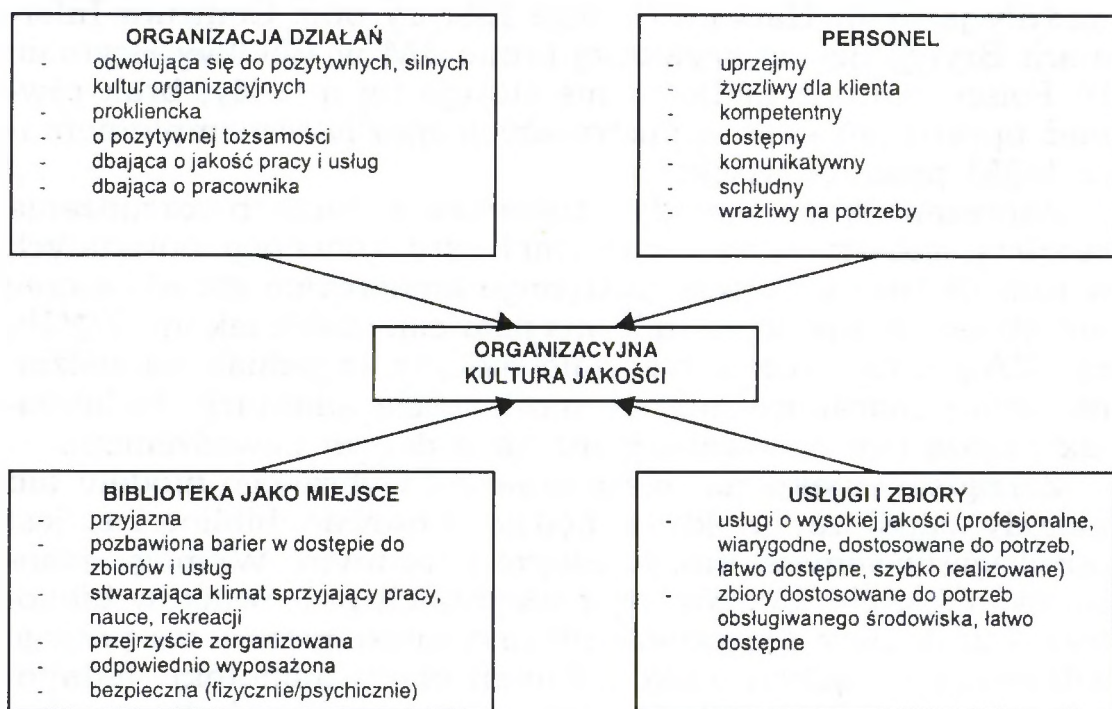 ORGANIZACJA DZIAŁAŃ
- odwołująca się do pozytywnych, silnych
kultur organizacyjnych
- prokliencka
- o pozytywnej tożsamości
- dbająca o jakość pracy i usług
- dbająca o pracownika
PERSONEL
- uprzejmy
- życzliwy dla klienta
- kompetentny
- dostępny
- komunikatywny
- schludny
- wrażliwy na potrzeby
ORGANIZACYJNA
KULTURA JAKOŚCI
BIBLIOTEKA JAKO MIEJSCE
- przyjazna
- pozbawiona barier w dostępie do
zbiorów i usług
- stwarzająca klimat sprzyjający pracy,
nauce, rekreacji
- przejrzyście zorganizowana
- odpowiednio wyposażona
- bezpieczna (fizycznie/psychicznie)
USŁUGI I ZBIORY
- usługi o wysokiej jakości (profesjonalne,
wiarygodne, dostosowane do potrzeb,
łatwo dostępne, szybko realizowane)
- zbiory dostosowane do potrzeb
obsługiwanego środowiska, łatwo
dostępne